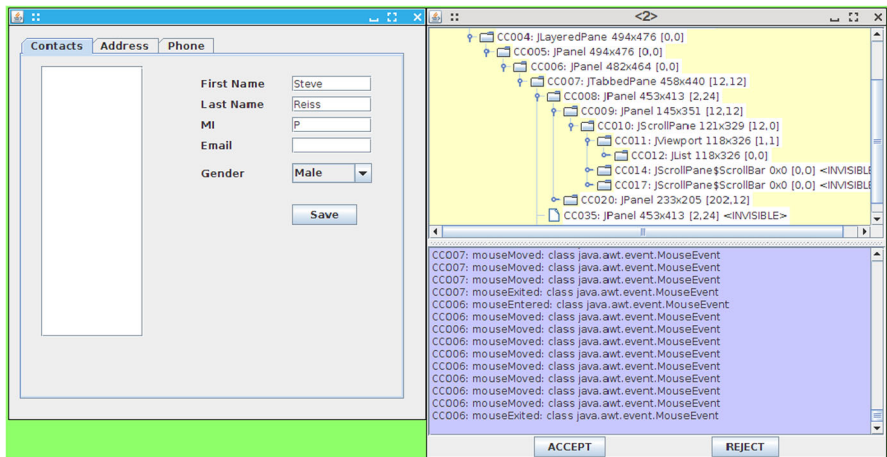 <2>
Contacts Address Phone
First Name Steve
Last Name Reiss
MI P
Email
Gender Male
Save
CC004: JLayeredPane 494x476 [0,0]
CC005: JPanel 494x476 [0,0]
CC006: JPanel 482x464 [0,0]
CC007: JTabbedPane 458x440 [12,12]
CC008: JPanel 453x413 [2,24]
CC009: JPanel 145x351 [12,12]
CC010: JScrollPane 121x329 [12,0]
CC011: JViewport 118x326 [1,1]
CC012: JList 118x326 [0,0]
CC014: JScrollPane$ScrollBar 0x0 [0,0] <INVISIBLE
CC017: JScrollPane$ScrollBar 0x0 [0,0] <INVISIBLE
CC020: JPanel 233x205 [202,12]
CC035: JPanel 453x413 [2,24] <INVISIBLE>
CC007: mouseMoved: class java.awt.event.MouseEvent
CC007: mouseMoved: class java.awt.event.MouseEvent
CC007: mouseMoved: class java.awt.event.MouseEvent
CC007: mouseExited: class java.awt.event.MouseEvent
CC006: mouseEntered: class java.awt.event.MouseEvent
CC006: mouseMoved: class java.awt.event.MouseEvent
CC006: mouseMoved: class java.awt.event.MouseEvent
CC006: mouseMoved: class java.awt.event.MouseEvent
CC006: mouseMoved: class java.awt.event.MouseEvent
CC006: mouseMoved: class java.awt.event.MouseEvent
CC006: mouseMoved: class java.awt.event.MouseEvent
CC006: mouseMoved: class java.awt.event.MouseEvent
CC006: mouseMoved: class java.awt.event.MouseEvent
CC006: mouseExited: class java.awt.event.MouseEvent
ACCEPT REJECT